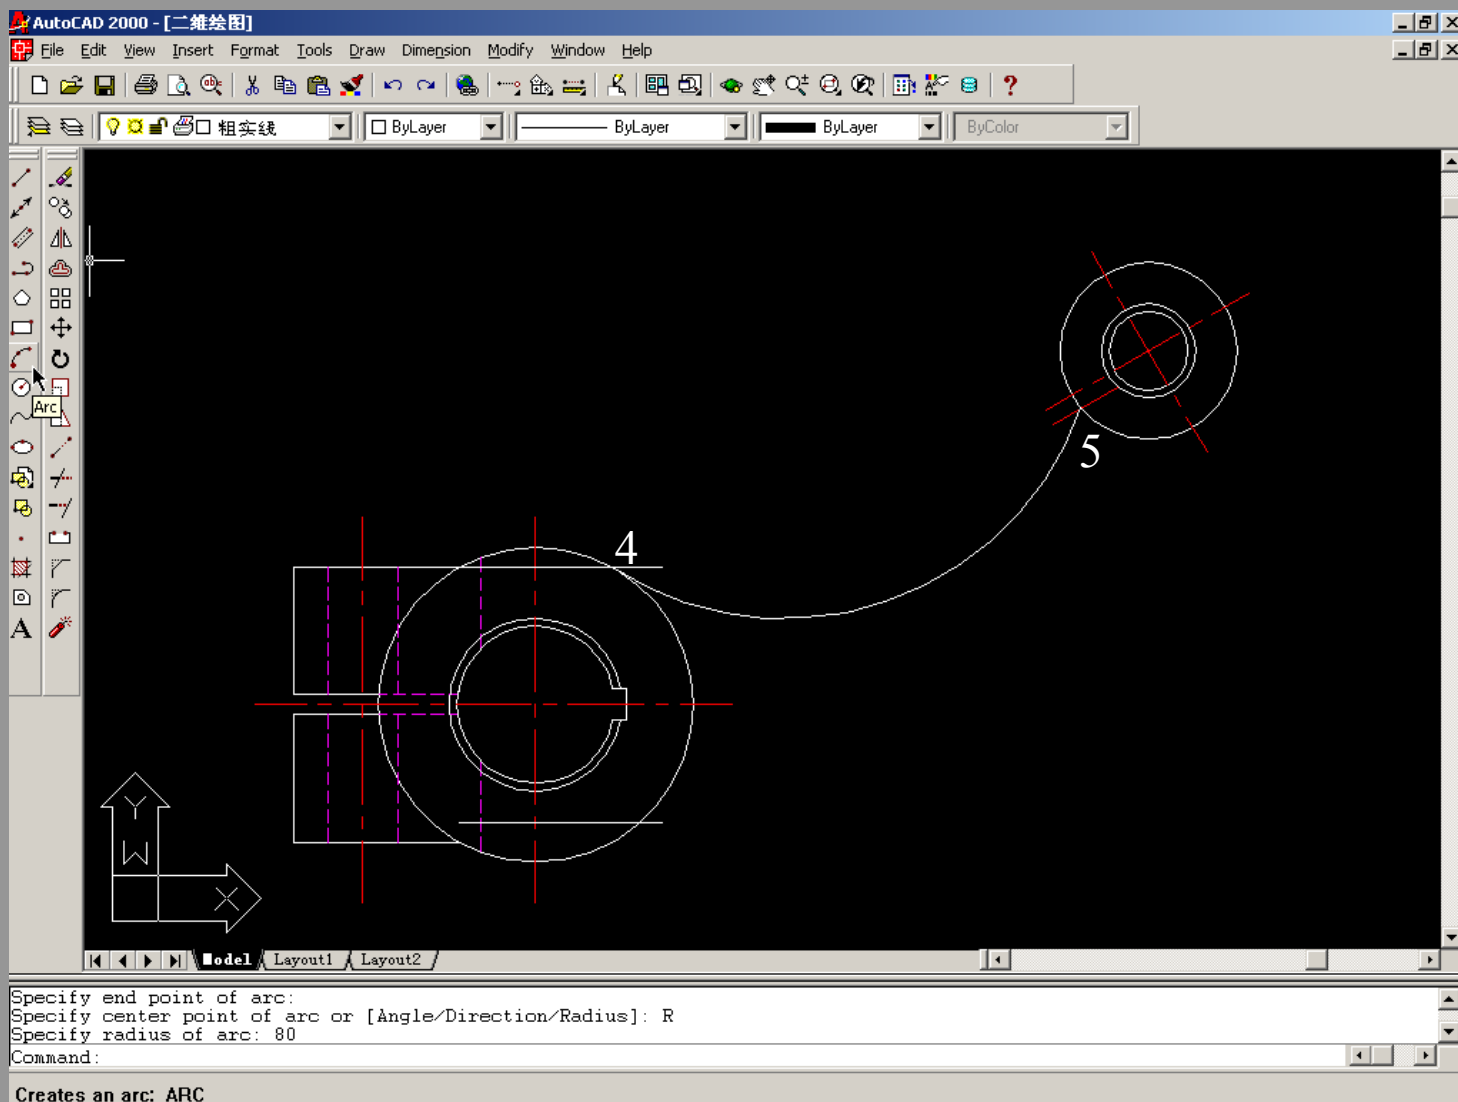 AutoCAD 2000 - [二维绘图]
File Edit View Insert Format Tools Draw Dimension Modify Window Help
粗实线 ByLayer ByLayer ByLayer ByColor
Arc
A
5
4
Y
W
X
Model Layout1 Layout2
Specify end point of arc:
Specify center point of arc or [Angle/Direction/Radius]: R
Specify radius of arc: 80
Command:
Creates an arc: ARC